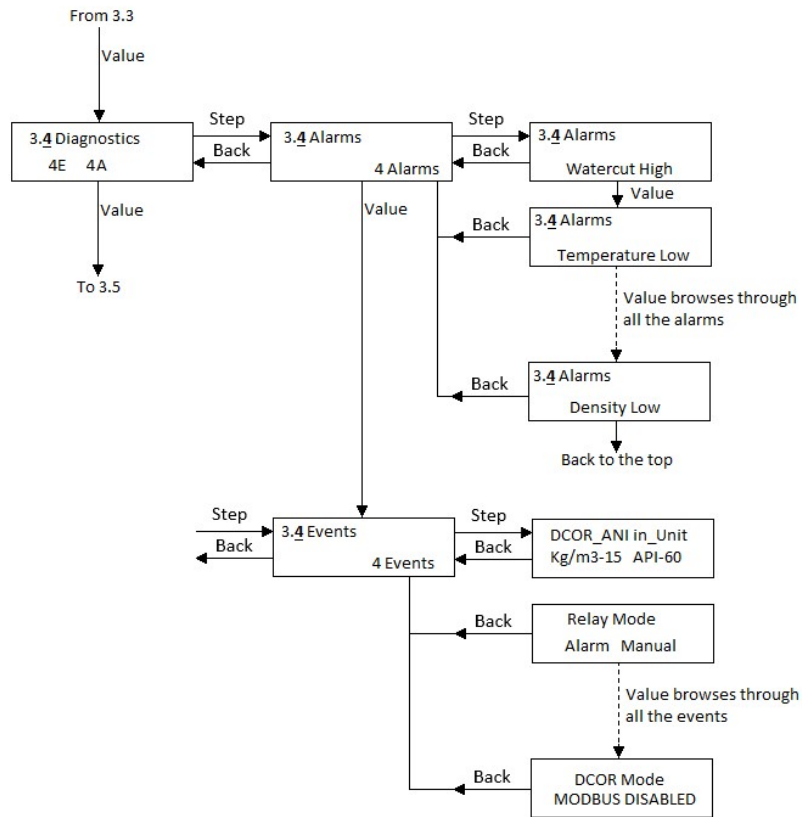 From 3.3
Value
3.4 Diagnostics
4E 4A
Step
Back
3.4 Alarms
4 Alarms
Step
Back
3.4 Alarms
Watercut High
Value
To 3.5
Value
Value
Back
3.4 Alarms
Temperature Low
Value browses through
all the alarms
Back
3.4 Alarms
Density Low
Back to the top
Step
Back
3.4 Events
4 Events
Step
Back
DCOR_ANI in_Unit
Kg/m3-15 API-60
Back
Relay Mode
Alarm Manual
Value browses through
all the events
Back
DCOR Mode
MODBUS DISABLED